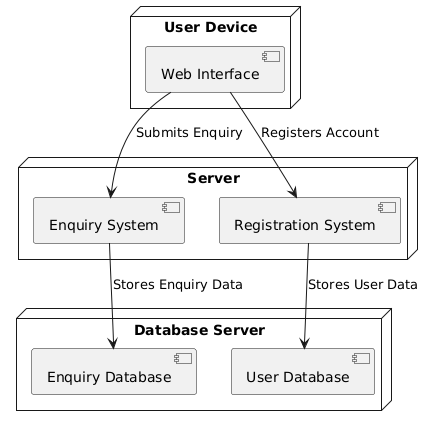 User Device
Web Interface
Submits Enquiry
Registers Account
Server
Enquiry System
Registration System
Stores Enquiry Data
Stores User Data
Database Server
Enquiry Database
User Database